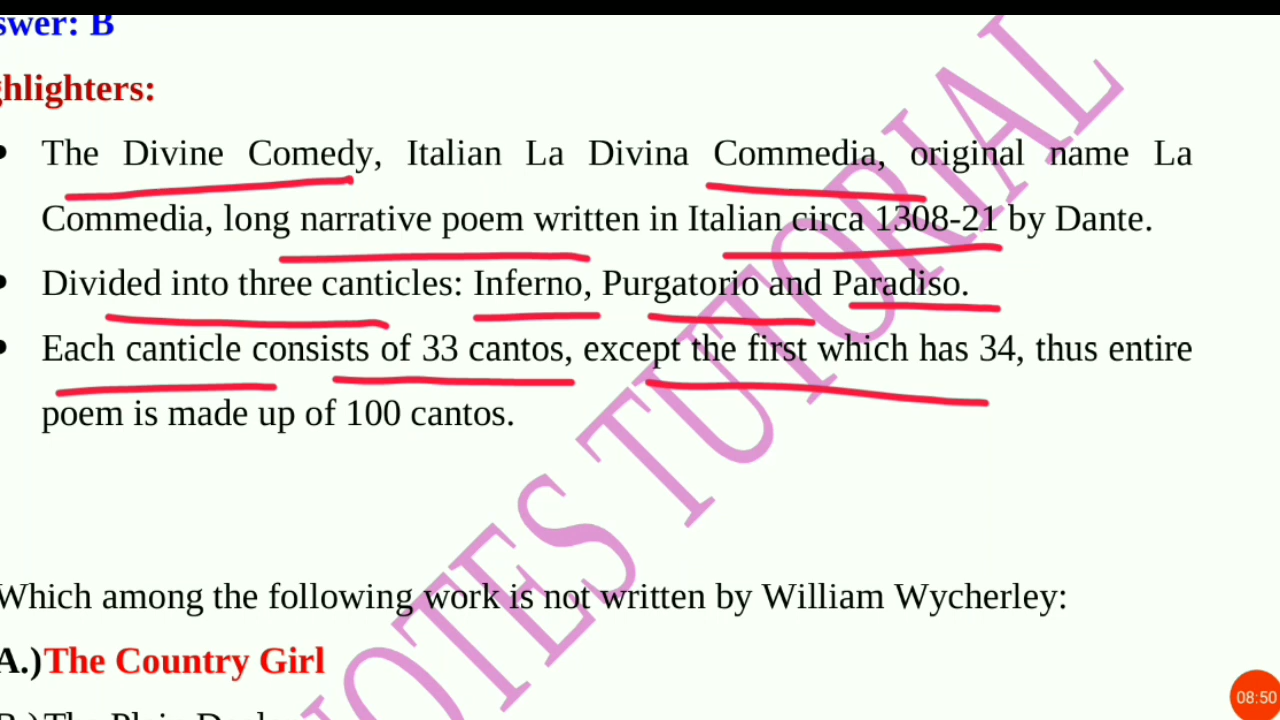 swer: B
ghlighters:
The Divine Comedy, Italian La Divina Commedia, original name La
Commedia, long narrative poem written in Italian circa 1308-21 by Dante.
Divided into three canticles: Inferno, Purgatorio and Paradiso.
Each canticle consists of 33 cantos, except the first which has 34, thus entire
poem is made up of 100 cantos.
NOTES TUTORIAL
Which among the following work is not written by William Wycherley:
A.)The Country Girl
08:50